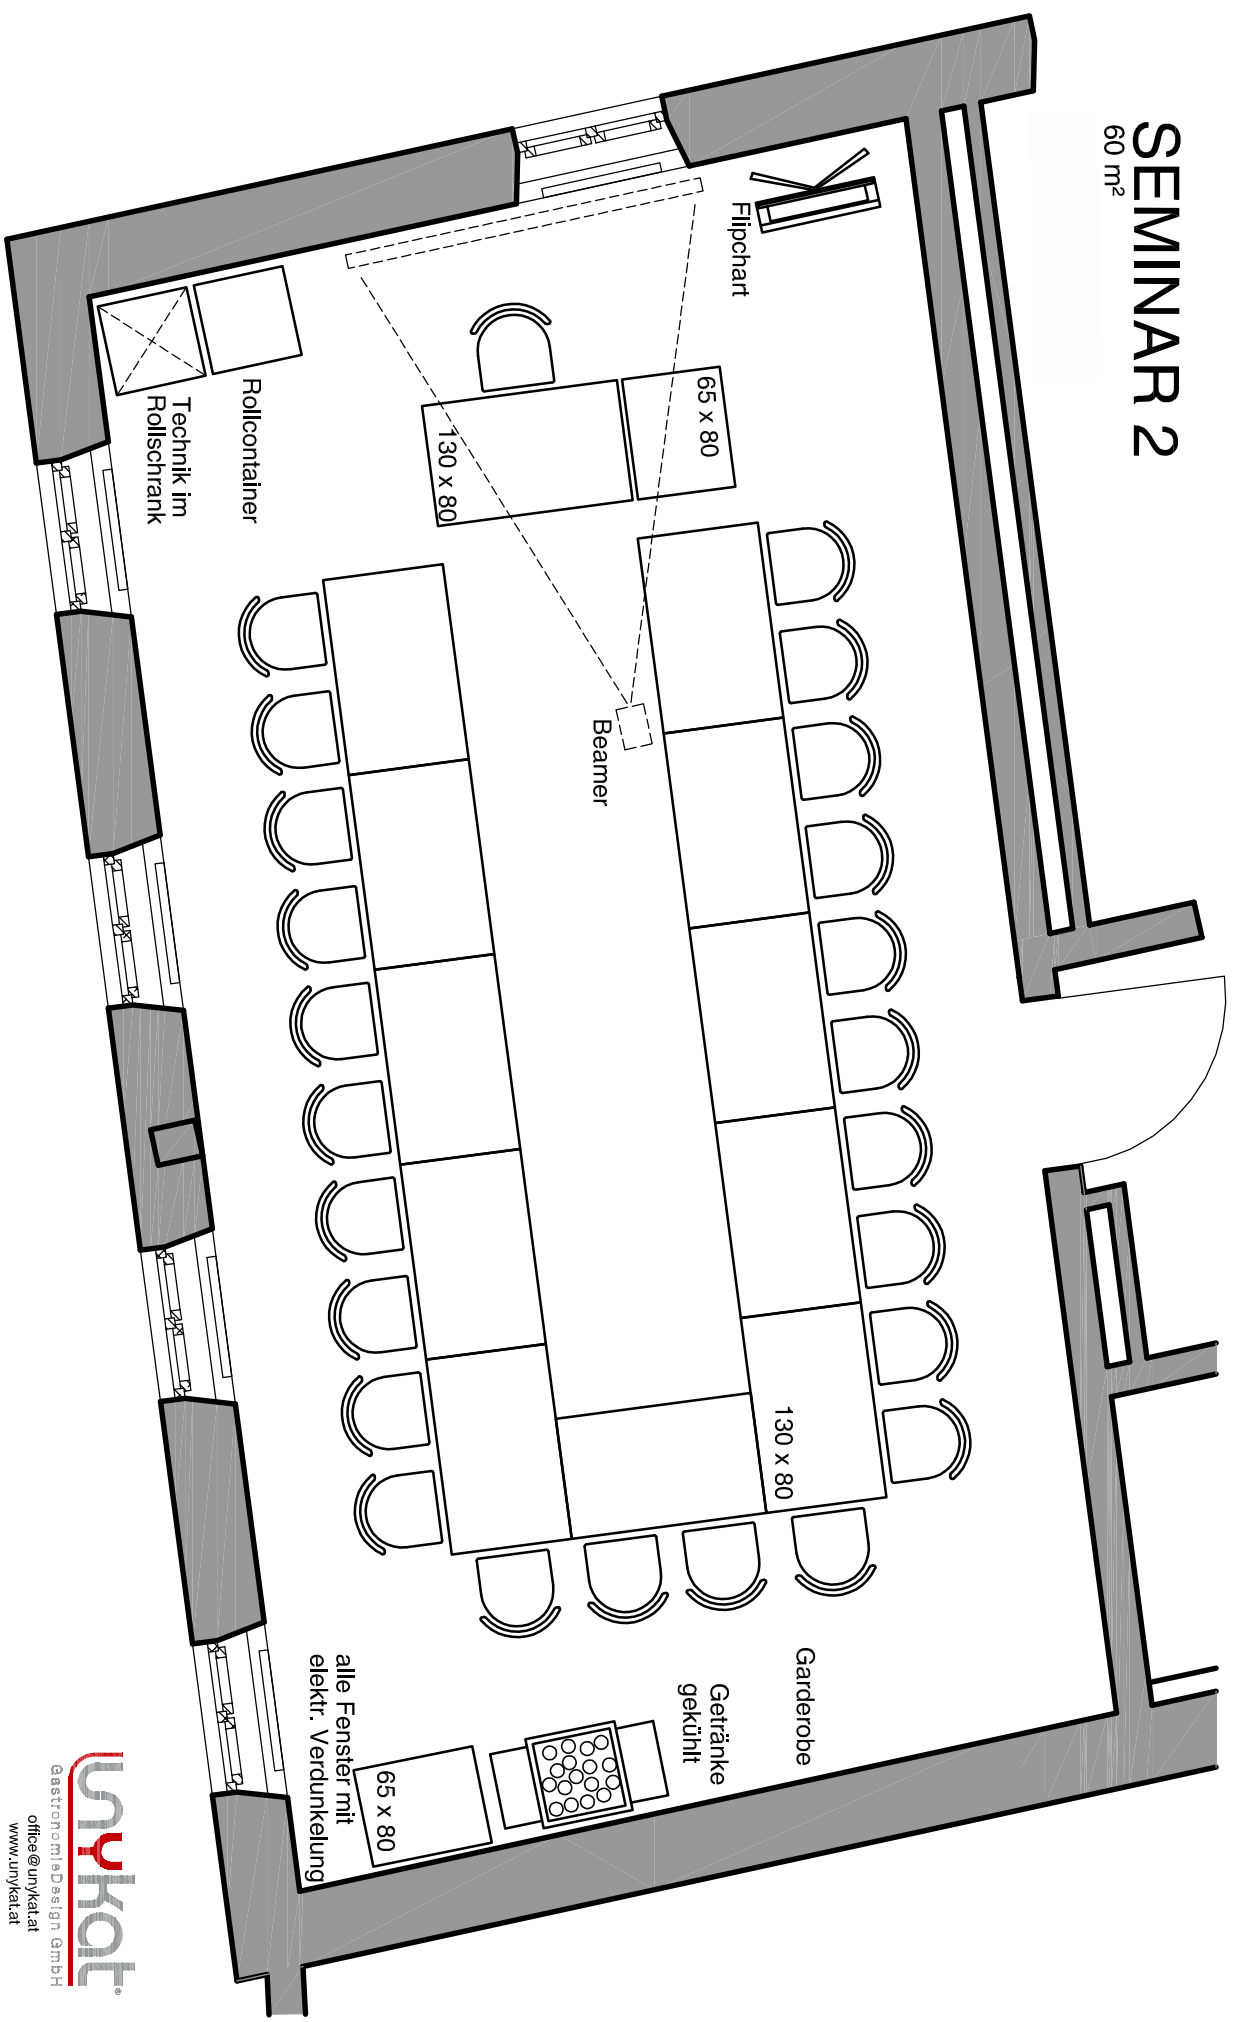 SEMINAR 2
60 m²
Flipchart
65 x 80
130 x 80
Rollcontainer
Technik im
Rollschrank
Beamer
130 x 80
Garderobe
Getränke
gekühlt
65 x 80
alle Fenster mit
elektr. Verdunkelung
unykat®
GastronomieDesign GmbH
office@unykat.at
www.unykat.at